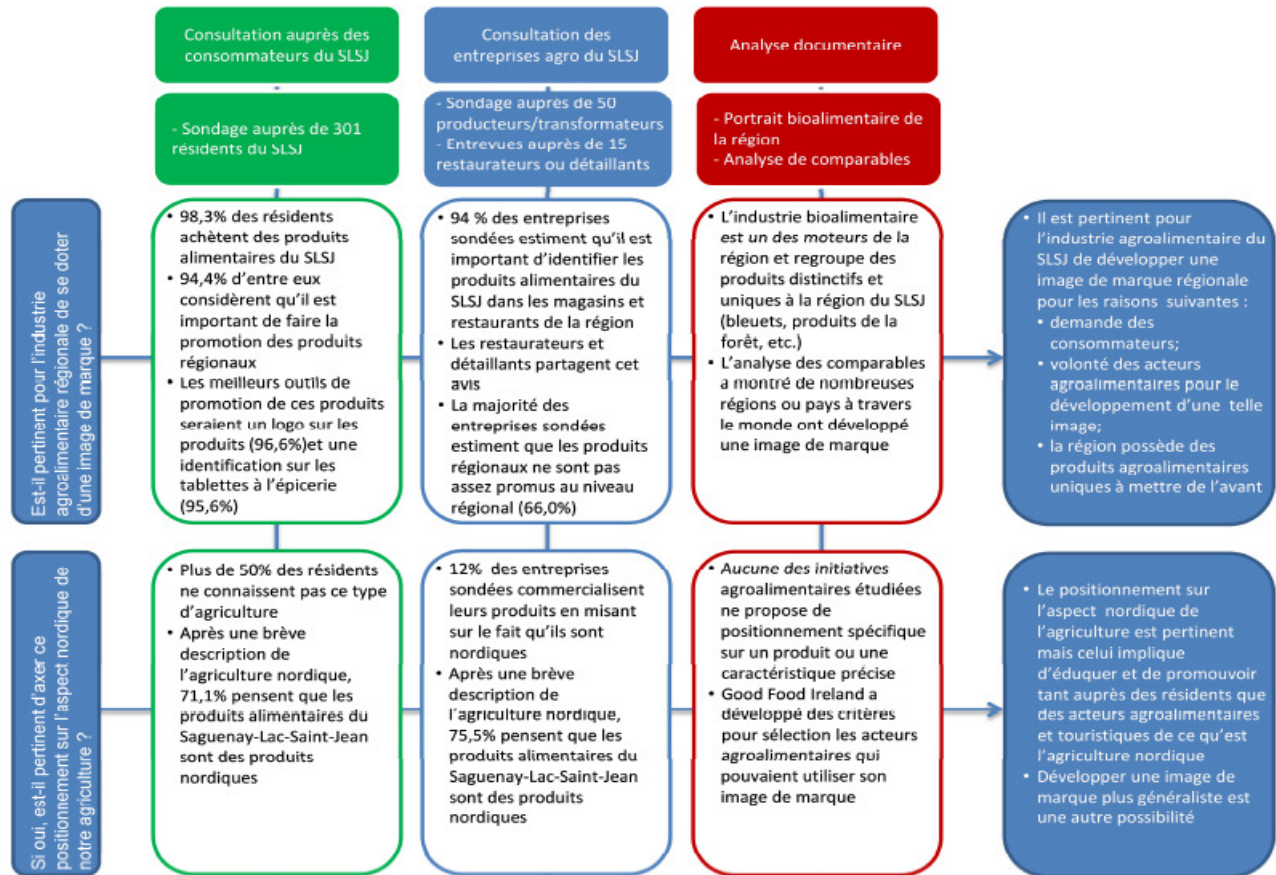 Consultation auprès des
consommateurs du SLSJ
Consultation des
entreprises agro du SLSJ
Analyse documentaire
- Sondage auprès de 301
résidents du SLSJ
- Sondage auprès de 50
producteurs/transformateurs
- Entrevues auprès de 15
restaurateurs ou détaillants
- Portrait bioalimentaire de
la région
- Analyse de comparables
Est-il pertinent pour l'industrie
agroalimentaire régionale de se doter
d'une image de marque ?
• 98,3% des résidents
achètent des produits
alimentaires du SLSJ
• 94,4% d'entre eux
considèrent qu'il est
important de faire la
promotion des produits
régionaux
• Les meilleurs outils de
promotion de ces produits
seraient un logo sur les
produits (96,6%)et une
identification sur les
tablettes à l'épicerie
(95,6%)
• 94 % des entreprises
sondées estiment qu'il est
important d'identifier les
produits alimentaires du
SLSJ dans les magasins et
restaurants de la région
• Les restaurateurs et
détaillants partagent cet
avis
• La majorité des
entreprises sondées
estiment que les produits
régionaux ne sont pas
assez promus au niveau
régional (66,0%)
• L'industrie bioalimentaire
est un des moteurs de la
région et regroupe des
produits distinctifs et
uniques à la région du SLSJ
(bleuets, produits de la
forêt, etc.)
• L'analyse des comparables
a montré de nombreuses
régions ou pays à travers
le monde ont développé
une image de marque
• Il est pertinent pour
l'industrie agroalimentaire du
SLSJ de développer une
image de marque régionale
pour les raisons suivantes :
• demande des
consommateurs;
• volonté des acteurs
agroalimentaires pour le
développement d'une telle
image;
• la région possède des
produits agroalimentaires
uniques à mettre de l'avant
Si oui, est-il pertinent d'axer ce
positionnement sur l'aspect nordique de
notre agriculture ?
• Plus de 50% des résidents
ne connaissent pas ce type
d'agriculture
• Après une brève
description de
l'agriculture nordique,
71,1% pensent que les
produits alimentaires du
Saguenay-Lac-Saint-Jean
sont des produits
nordiques
• 12% des entreprises
sondées commercialisent
leurs produits en misant
sur le fait qu'ils sont
nordiques
• Après une brève
description de
l'agriculture nordique,
75,5% pensent que les
produits alimentaires du
Saguenay-Lac-Saint-Jean
sont des produits
nordiques
• Aucune des initiatives
agroalimentaires étudiées
ne propose de
positionnement spécifique
sur un produit ou une
caractéristique précise
• Good Food Ireland a
développé des critères
pour sélection les acteurs
agroalimentaires qui
pouvaient utiliser son
image de marque
• Le positionnement sur
l'aspect nordique de
l'agriculture est pertinent
mais celui implique
d'éduquer et de promouvoir
tant auprès des résidents que
des acteurs agroalimentaires
et touristiques de ce qu'est
l'agriculture nordique
• Développer une image de
marque plus généraliste est
une autre possibilité